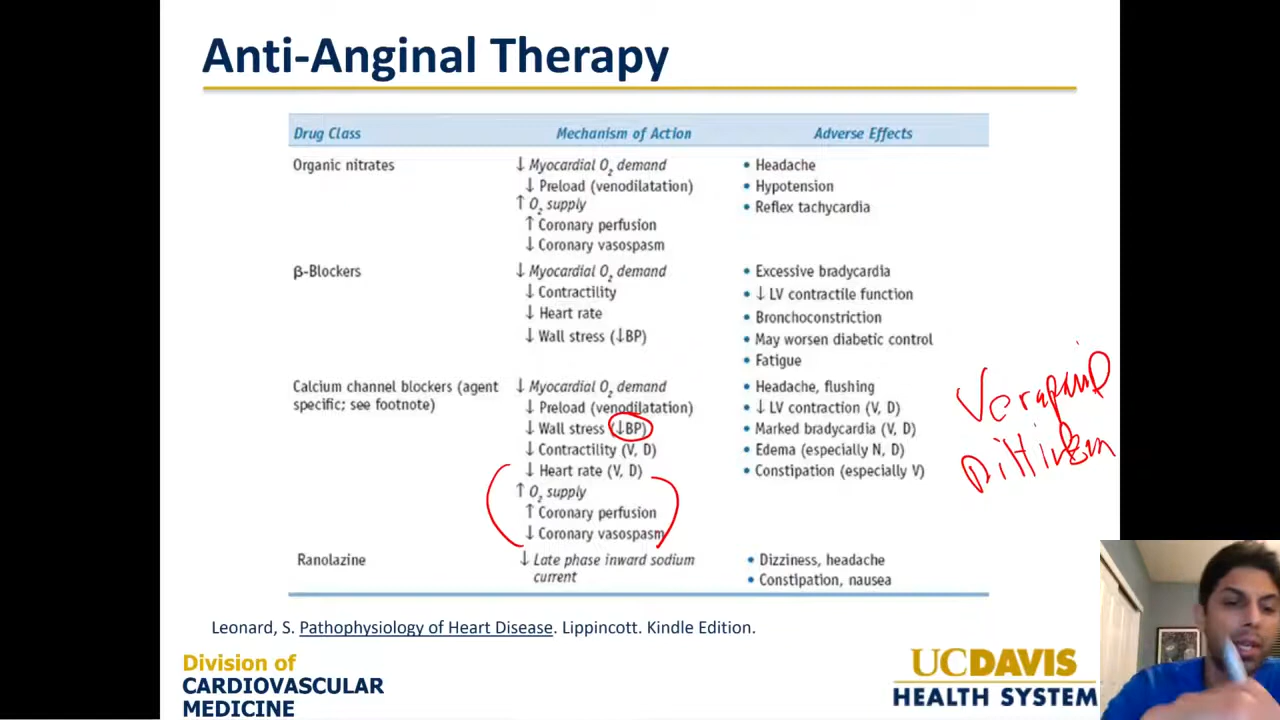 Anti-Anginal Therapy
Drug Class Mechanism of Action Adverse Effects
Organic nitrates ↓ Myocardial O₂ demand • Headache
↓ Preload (venodilatation) • Hypotension
↑ O₂ supply • Reflex tachycardia
↑ Coronary perfusion
↓ Coronary vasospasm
β-Blockers ↓ Myocardial O₂ demand • Excessive bradycardia
↓ Contractility • ↓ LV contractile function
↓ Heart rate • Bronchoconstriction
↓ Wall stress (↓BP) • May worsen diabetic control
• Fatigue
Calcium channel blockers (agent ↓ Myocardial O₂ demand • Headache, flushing
specific; see footnote) ↓ Preload (venodilatation) • ↓ LV contraction (V, D)
↓ Wall stress (↓BP) • Marked bradycardia (V, D)
↓ Contractility (V, D) • Edema (especially N, D)
↓ Heart rate (V, D) • Constipation (especially V)
↑ O₂ supply
↑ Coronary perfusion
↓ Coronary vasospasm
Verapamil
Ranolazine ↓ Late phase inward sodium • Dizziness, headache
current • Constipation, nausea
Leonard, S. Pathophysiology of Heart Disease. Lippincott. Kindle Edition.
Division of
CARDIOVASCULAR
MEDICINE
UCDAVIS
HEALTH SYSTEM